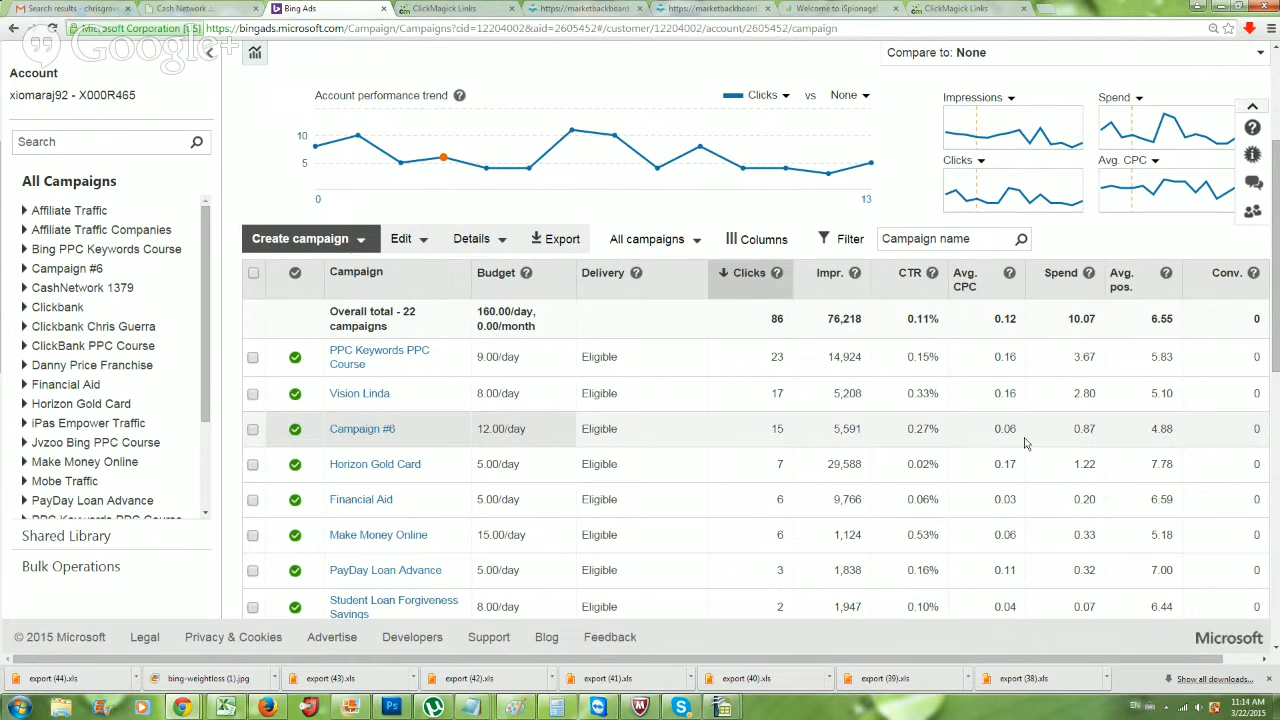 Search results - chrisgrov
Cash Network ...
Bing Ads
ClickMagick Links
https://marketbackboard
https://marketbackboard
Welcome to iSpionage!
ClickMagick Links
Microsoft Corporation [US]
https://bingads.microsoft.com/Campaign/Campaigns?cid=12204002&aid=2605452#/customer/12204002/account/2605452/campaign
Google+
Account
xiomaraj92 - X000R465
Search
All Campaigns
Affiliate Traffic
Affiliate Traffic Companies
Bing PPC Keywords Course
Campaign #6
CashNetwork 1379
Clickbank
Clickbank Chris Guerra
ClickBank PPC Course
Danny Price Franchise
Financial Aid
Horizon Gold Card
iPas Empower Traffic
Jvzoo Bing PPC Course
Make Money Online
Mobe Traffic
PayDay Loan Advance
PPC Keywords PPC
Shared Library
Bulk Operations
Compare to: None
Account performance trend
Clicks vs None
10
5
0 13
Impressions
Spend
Clicks
Avg. CPC
Create campaign Edit Details Export All campaigns Columns Filter Campaign name
Campaign Budget Delivery Clicks Impr. CTR Avg. CPC Spend Avg. pos. Conv.
Overall total - 22 campaigns 160.00/day, 0.00/month 86 76,218 0.11% 0.12 10.07 6.55 0
PPC Keywords PPC Course 9.00/day Eligible 23 14,924 0.15% 0.16 3.67 5.83 0
Vision Linda 8.00/day Eligible 17 5,208 0.33% 0.16 2.80 5.10 0
Campaign #6 12.00/day Eligible 15 5,591 0.27% 0.06 0.87 4.88 0
Horizon Gold Card 5.00/day Eligible 7 29,588 0.02% 0.17 1.22 7.78 0
Financial Aid 5.00/day Eligible 6 9,766 0.06% 0.03 0.20 6.59 0
Make Money Online 15.00/day Eligible 6 1,124 0.53% 0.06 0.33 5.18 0
PayDay Loan Advance 5.00/day Eligible 3 1,838 0.16% 0.11 0.32 7.00 0
Student Loan Forgiveness Savings 8.00/day Eligible 2 1,947 0.10% 0.04 0.07 6.44 0
© 2015 Microsoft Legal Privacy & Cookies Advertise Developers Support Blog Feedback
Microsoft
export (44).xls
bing-weightloss (1).jpg
export (43).xls
export (42).xls
export (41).xls
export (40).xls
export (39).xls
export (38).xls
Show all downloads...
EN
11:14 AM
3/22/2015